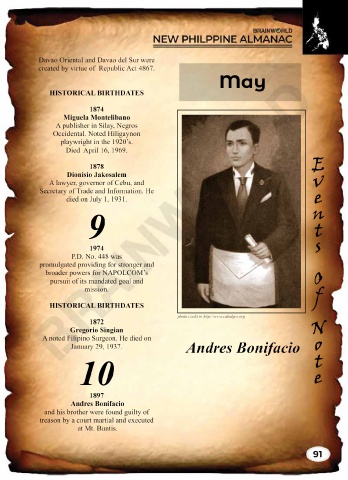 BRAINWORLD
NEW PHILPPINE ALMANAC
Davao Oriental and Davao del Sur were
created by virtue of Republic Act 4867.
HISTORICAL BIRTHDATES
1874
Miguela Montelibano
A publisher in Silay, Negros
Occidental. Noted Hiligaynon
playwright in the 1920's.
Died April 16, 1969.
1878
Dionisio Jakosalem
A lawyer, governor of Cebu, and
Secretary of Trade and Information. He
died on July 1, 1931.
9
1974
P.D. No. 448 was
promulgated providing for stronger and
broader powers for NAPOLCOM's
pursuit of its mandated goal and
mission.
HISTORICAL BIRTHDATES
1872
Gregorio Singian
A noted Filipino Surgeon. He died on
January 29, 1937.
10
1897
Andres Bonifacio
and his brother were found guilty of
treason by a court martial and executed
at Mt. Buntis.
May
Andres Bonifacio
Events Of Note
91